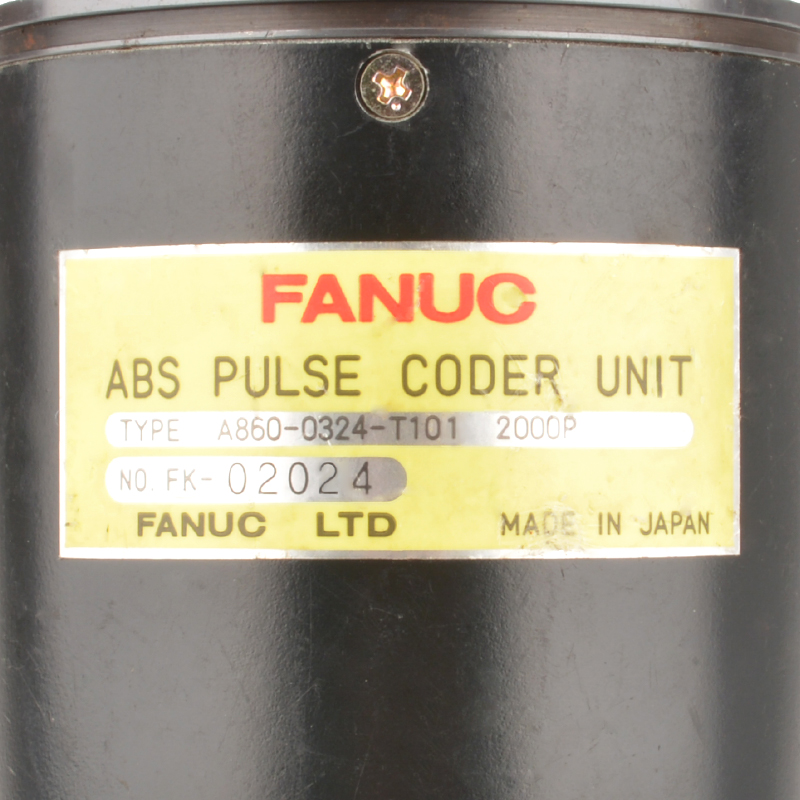 FANUC
ABS PULSE CODER UNIT
TYPE A860-0324-T101 2000P
NO. FK-02024
FANUC LTD MADE IN JAPAN